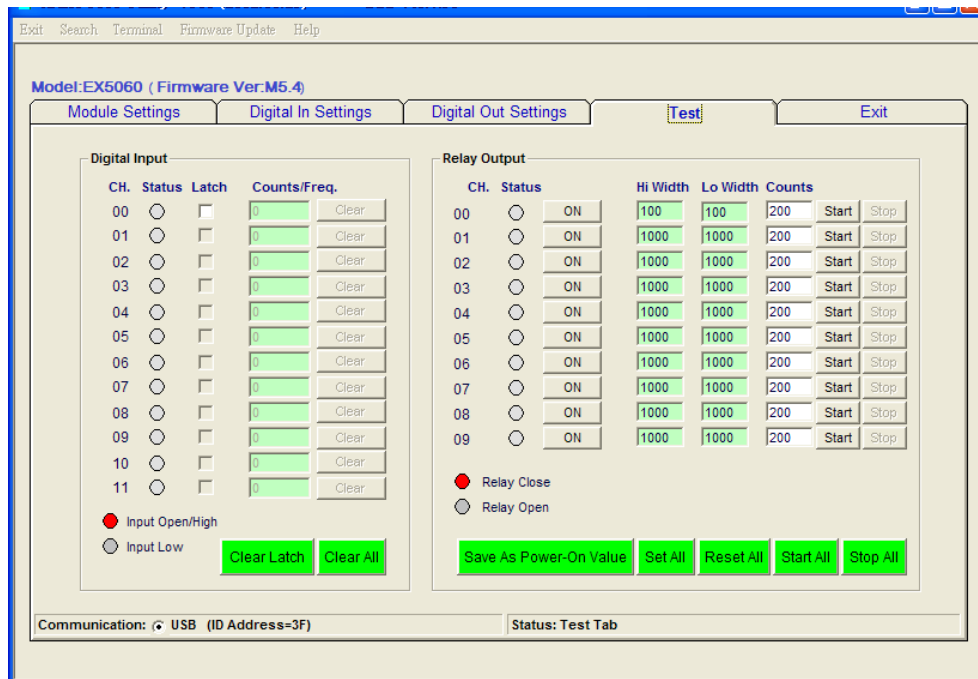 Exit Search Terminal Firmware Update Help
Model:EX5060 ( Firmware Ver:M5.4)
Module Settings Digital In Settings Digital Out Settings Test Exit
Digital Input
CH. Status Latch Counts/Freq.
00 0 Clear
01 0 Clear
02 0 Clear
03 0 Clear
04 0 Clear
05 0 Clear
06 0 Clear
07 0 Clear
08 0 Clear
09 0 Clear
10 0 Clear
11 0 Clear
Input Open/High
Input Low
Clear Latch Clear All
Relay Output
CH. Status Hi Width Lo Width Counts
00 ON 100 100 200 Start Stop
01 ON 1000 1000 200 Start Stop
02 ON 1000 1000 200 Start Stop
03 ON 1000 1000 200 Start Stop
04 ON 1000 1000 200 Start Stop
05 ON 1000 1000 200 Start Stop
06 ON 1000 1000 200 Start Stop
07 ON 1000 1000 200 Start Stop
08 ON 1000 1000 200 Start Stop
09 ON 1000 1000 200 Start Stop
Relay Close
Relay Open
Save As Power-On Value Set All Reset All Start All Stop All
Communication: USB (ID Address=3F) Status: Test Tab